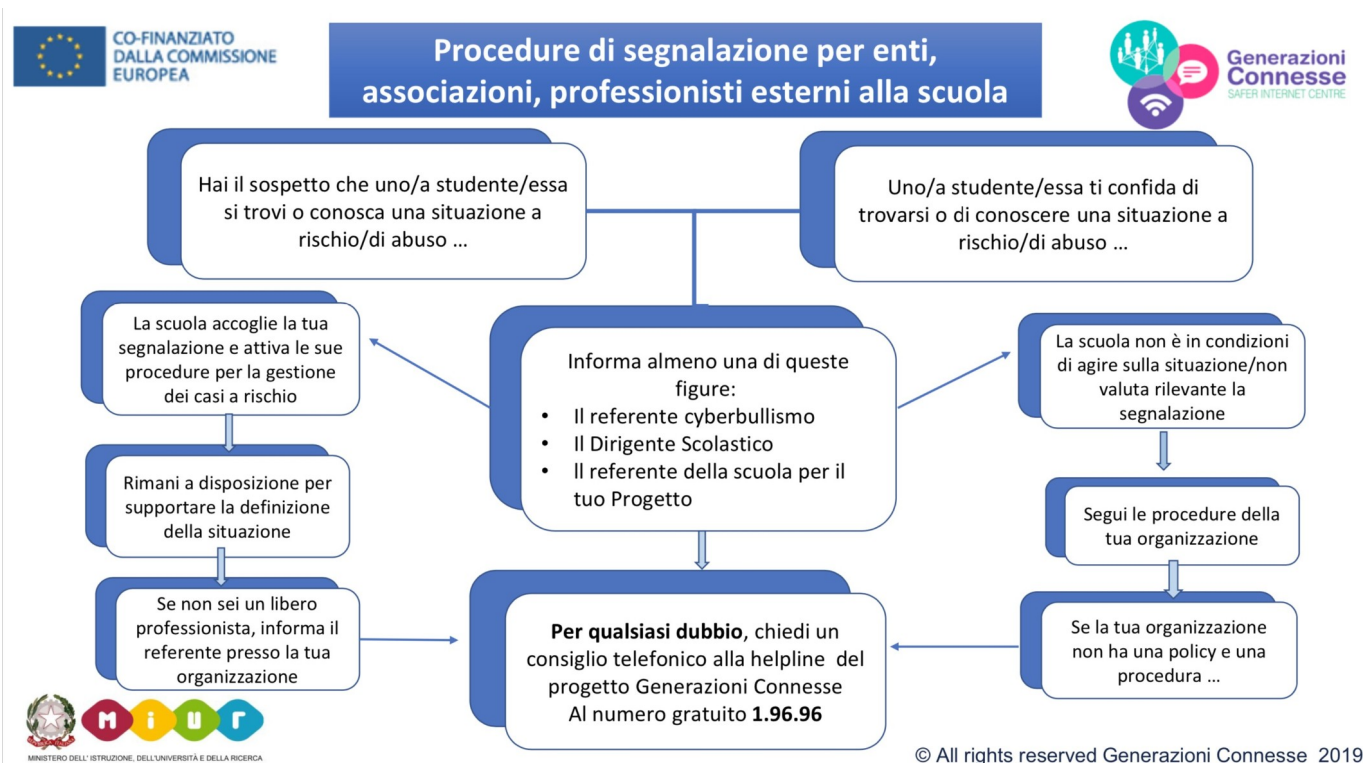 CO-FINANZIATO
DALLA COMMISSIONE
EUROPEA
Procedure di segnalazione per enti,
associazioni, professionisti esterni alla scuola
Generazioni
Connesse
SAFER INTERNET CENTRE
Hai il sospetto che uno/a studente/essa
si trovi o conosca una situazione a
rischio/di abuso ...
Uno/a studente/essa ti confida di
trovarsi o di conoscere una situazione a
rischio/di abuso ...
La scuola accoglie la tua
segnalazione e attiva le sue
procedure per la gestione
dei casi a rischio
Informa almeno una di queste
figure:
• Il referente cyberbullismo
• Il Dirigente Scolastico
• Il referente della scuola per il
tuo Progetto
La scuola non è in condizioni
di agire sulla situazione/non
valuta rilevante la
segnalazione
Rimani a disposizione per
supportare la definizione
della situazione
Segui le procedure della
tua organizzazione
Se non sei un libero
professionista, informa il
referente presso la tua
organizzazione
Per qualsiasi dubbio, chiedi un
consiglio telefonico alla helpline del
progetto Generazioni Connesse
Al numero gratuito 1.96.96
Se la tua organizzazione
non ha una policy e una
procedura ...
miur
MINISTERO DELL' ISTRUZIONE, DELL'UNIVERSITÀ E DELLA RICERCA
© All rights reserved Generazioni Connesse 2019